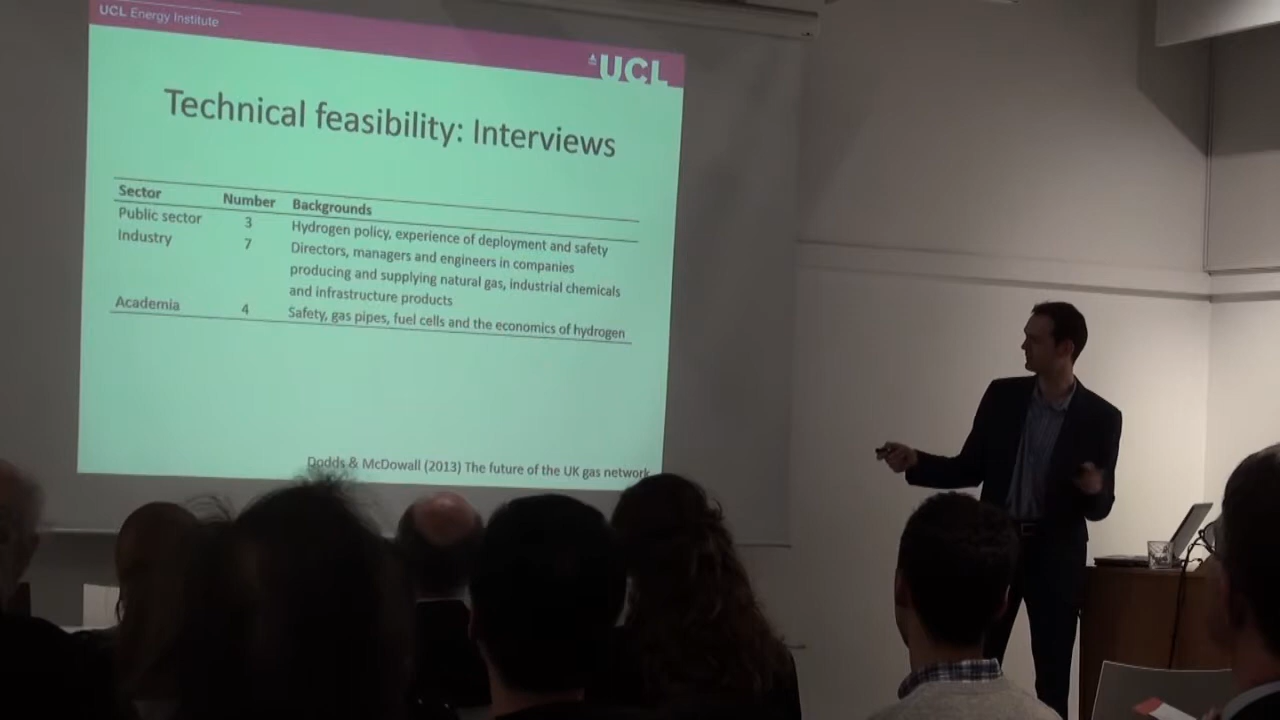 UCL Energy Institute
UCL
Technical feasibility: Interviews
Sector Number Backgrounds
Public sector 3 Hydrogen policy, experience of deployment and safety
Industry 7 Directors, managers and engineers in companies
producing and supplying natural gas, industrial chemicals
and infrastructure products
Academia 4 Safety, gas pipes, fuel cells and the economics of hydrogen
Dodds & McDowall (2013) The future of the UK gas network